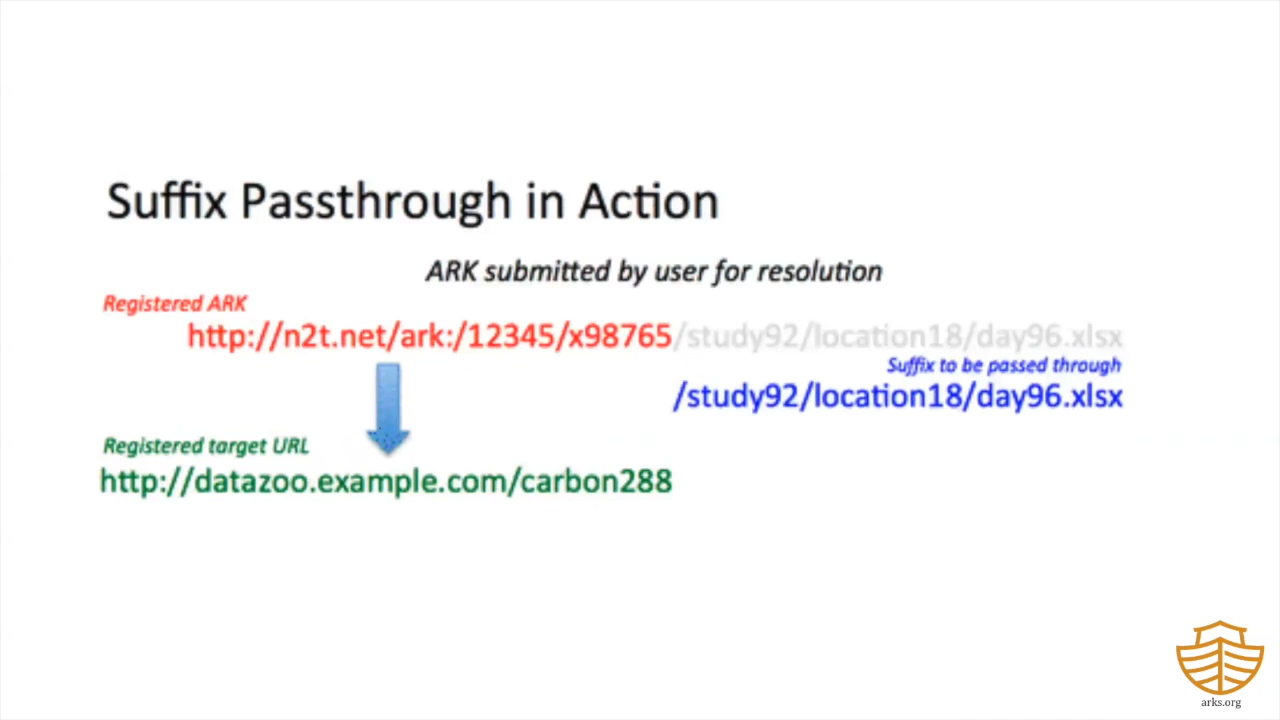 Suffix Passthrough in Action
ARK submitted by user for resolution
Registered ARK
http://n2t.net/ark:/12345/x98765/study92/location18/day96.xlsx
Suffix to be passed through
/study92/location18/day96.xlsx
Registered target URL
http://datazoo.example.com/carbon288
arks.org